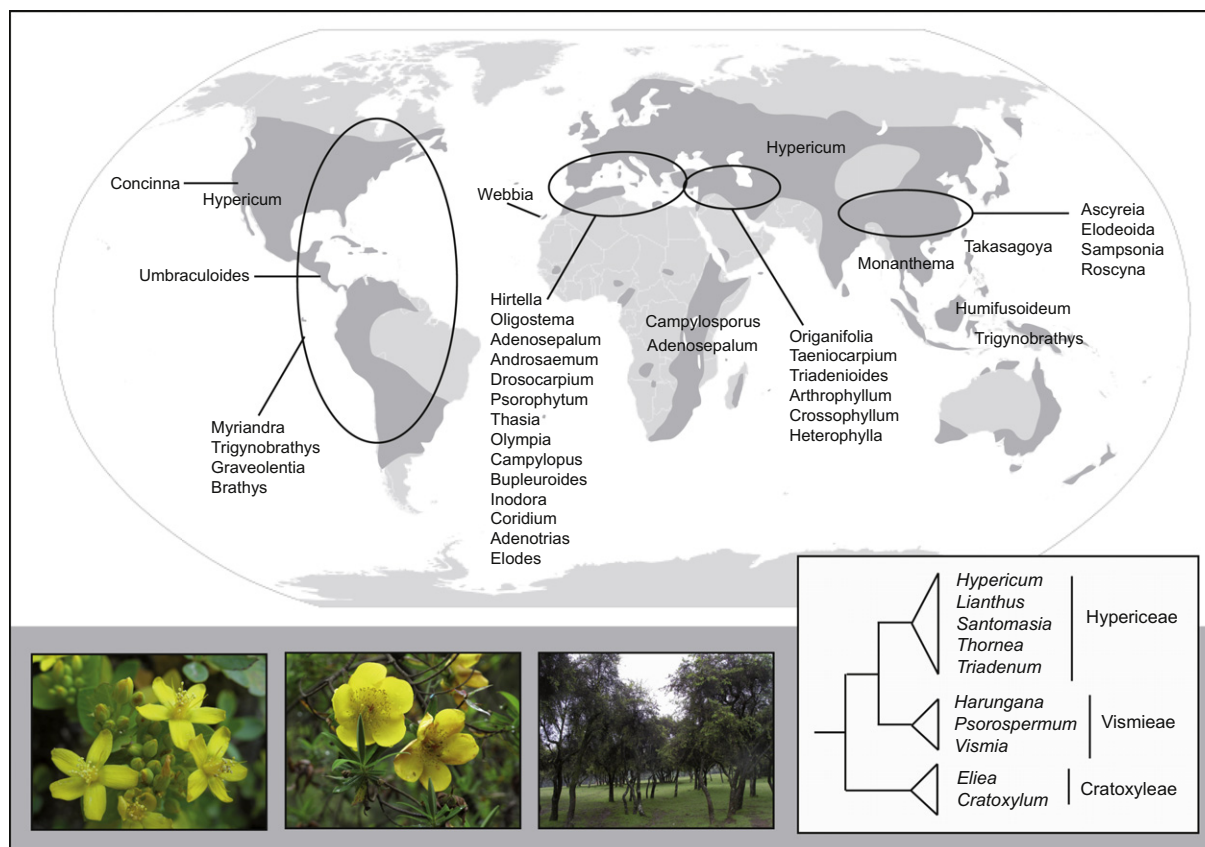 Concinna
Hypericum
Umbraculoides
Myriandra
Trigynobrathys
Graveolentia
Brathys
Webbia
Hirtella
Oligostema
Adenosepalum
Androsaemum
Drosocarpium
Psorophytum
Thasia
Olympia
Campylopus
Bupleuroides
Inodora
Coridium
Adenotrias
Elodes
Hypericum
Campylosporus
Adenosepalum
Origanifolia
Taeniocarpium
Triadenioides
Arthrophyllum
Crossophyllum
Heterophylla
Ascyreia
Elodeoida
Sampsonia
Roscyna
Takasagoya
Monanthema
Humifusoideum
Trigynobrathys
Hypericum
Lianthus
Santomasia
Thornea
Triadenum
Hypericeae
Harungana
Psorospermum
Vismia
Vismieae
Eliea
Cratoxylum
Cratoxyleae